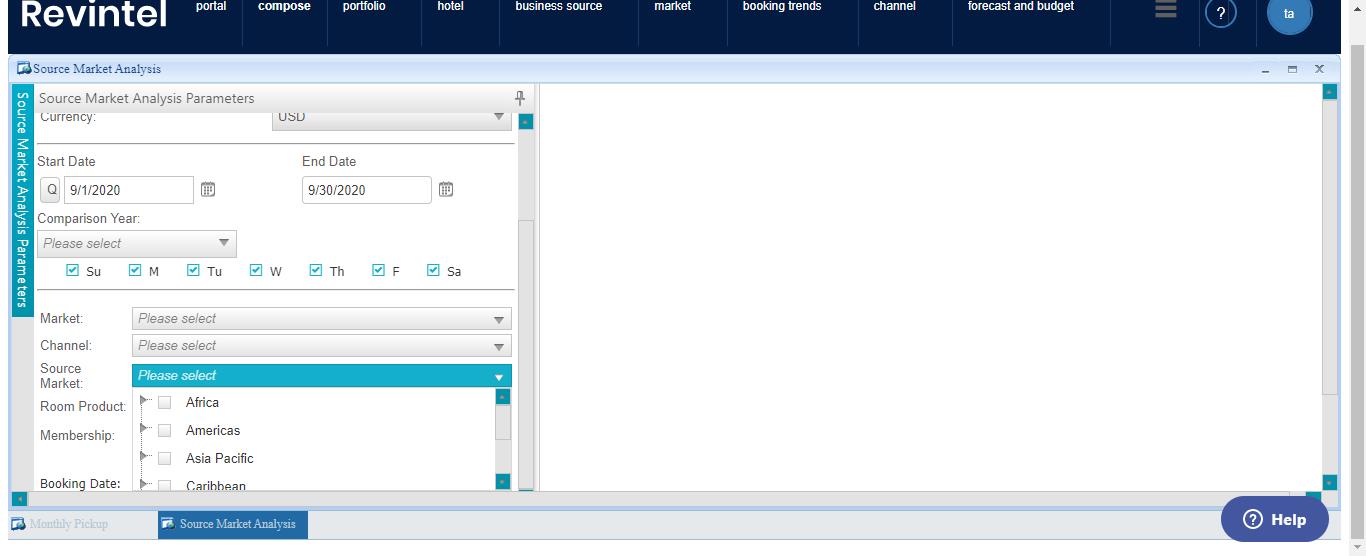 Revintel
portal compose portfolio hotel business source market booking trends channel forecast and budget ? ta
Source Market Analysis
Source Market Analysis Parameters
Source Market Analysis Parameters
Currency: USD
Start Date End Date
Q 9/1/2020 9/30/2020
Comparison Year:
Please select
Su M Tu W Th F Sa
Market: Please select
Channel: Please select
Source
Market: Please select
Room Product: Africa
Membership: Americas
Asia Pacific
Booking Date: Caribbean
Monthly Pickup Source Market Analysis
? Help